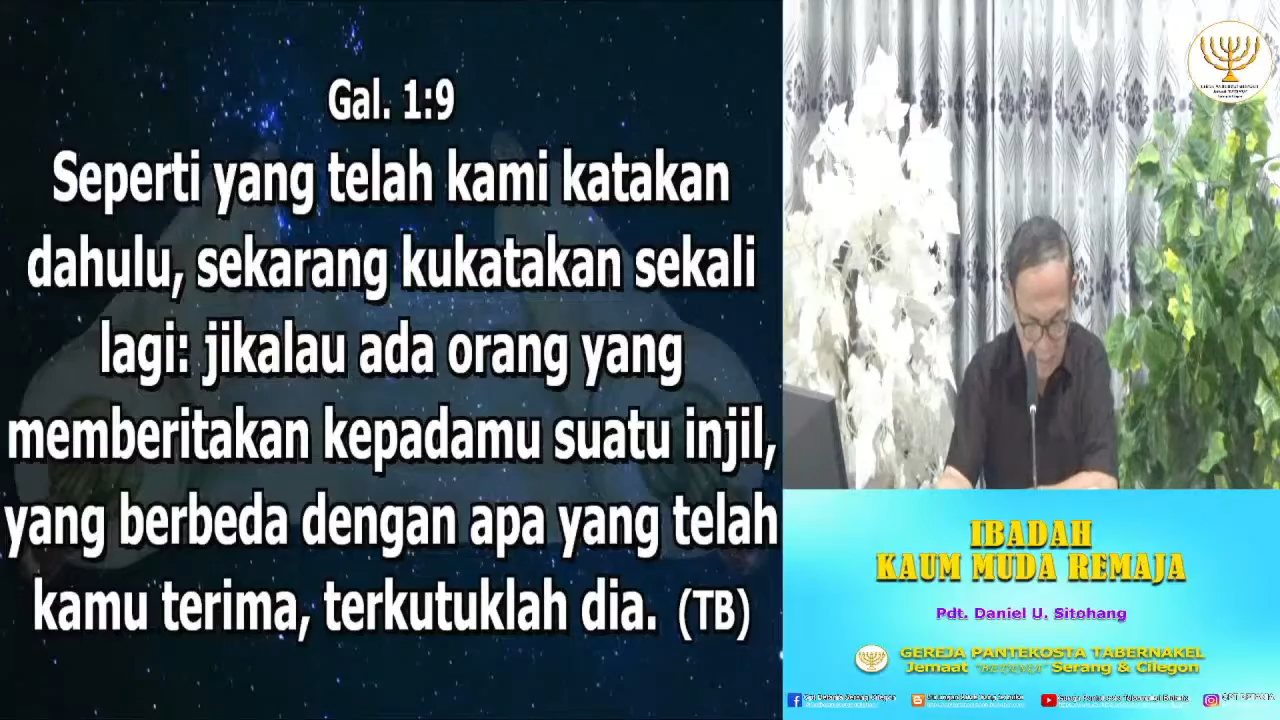 Gal. 1:9
Seperti yang telah kami katakan
dahulu, sekarang kukatakan sekali
lagi: jikalau ada orang yang
memberitakan kepadamu suatu injil,
yang berbeda dengan apa yang telah
kamu terima, terkutuklah dia. (TB)
IBADAH
KAUM MUDA REMAJA
Pdt. Daniel U. Sitohang
GEREJA PANTEKOSTA TABERNAKEL
Jemaat Serang & Cilegon